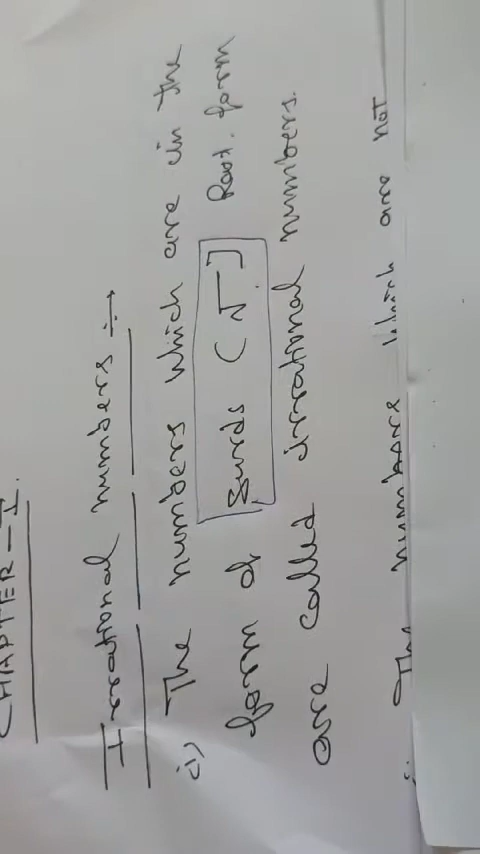 CHAPTER-I.
Irrational numbers :→
i) The numbers which are in the
form of Surds (√.) Root. form
are called irrational numbers.
The numbers which are not